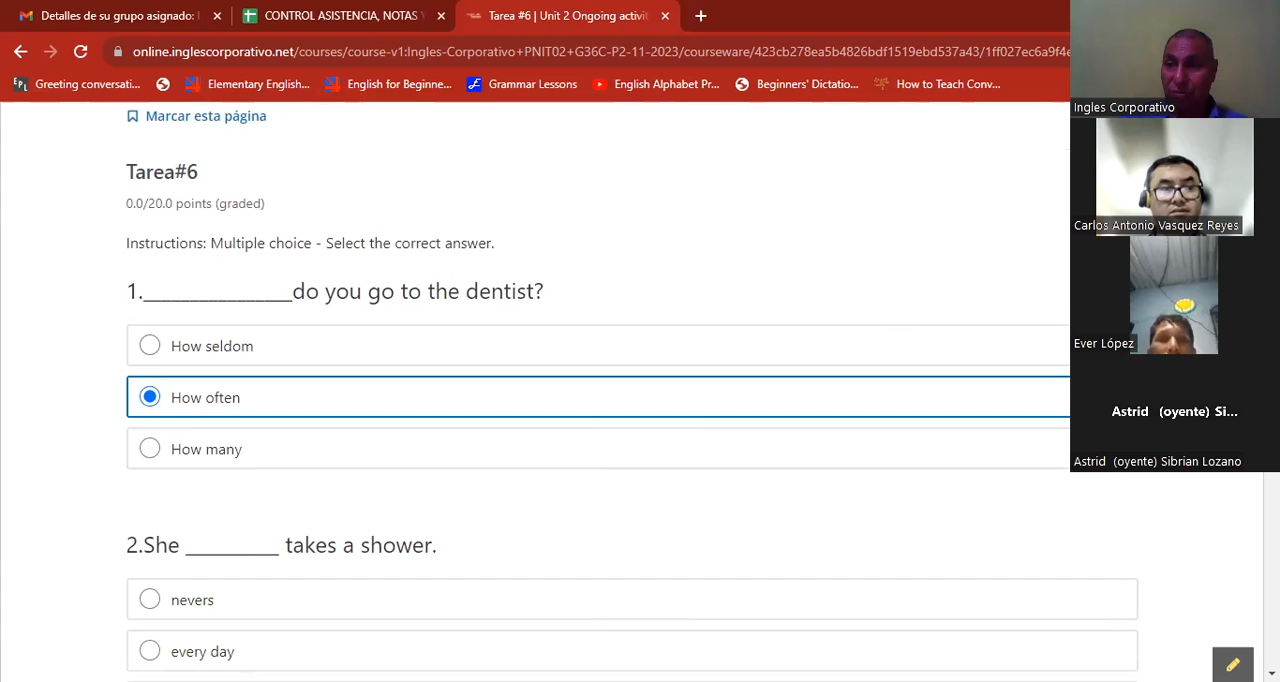 Detalles de su grupo asignado: I
CONTROL ASISTENCIA, NOTAS Y
Tarea #6 | Unit 2 Ongoing activit
online.inglescorporativo.net/courses/course-v1:Ingles-Corporativo+PNIT02+G36C-P2-11-2023/courseware/423cb278ea5b4826bdf1519ebd537a43/1ff027ec6a9f4e
Greeting conversati...
Elementary English...
English for Beginne...
Grammar Lessons
English Alphabet Pr...
Beginners' Dictatio...
How to Teach Conv...
Ingles Corporativo
Marcar esta página
Tarea#6
0.0/20.0 points (graded)
Carlos Antonio Vasquez Reyes
Instructions: Multiple choice - Select the correct answer.
1.________________do you go to the dentist?
How seldom
Ever López
How often
Astrid (oyente) Si...
How many
Astrid (oyente) Sibrian Lozano
2.She __________ takes a shower.
nevers
every day